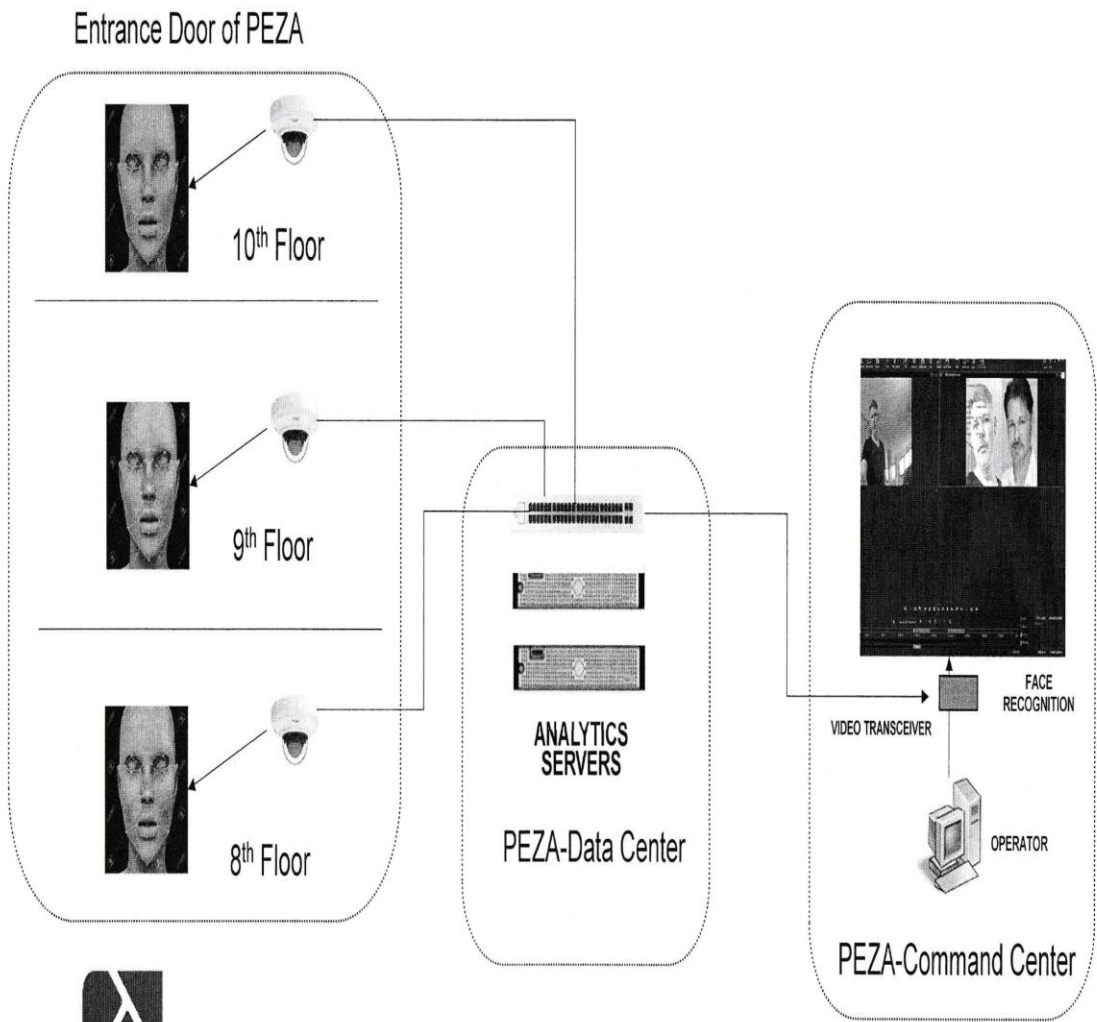 Entrance Door of PEZA
10th Floor
9th Floor
8th Floor
ANALYTICS
SERVERS
PEZA-Data Center
VIDEO TRANSCEIVER
FACE
RECOGNITION
OPERATOR
PEZA-Command Center